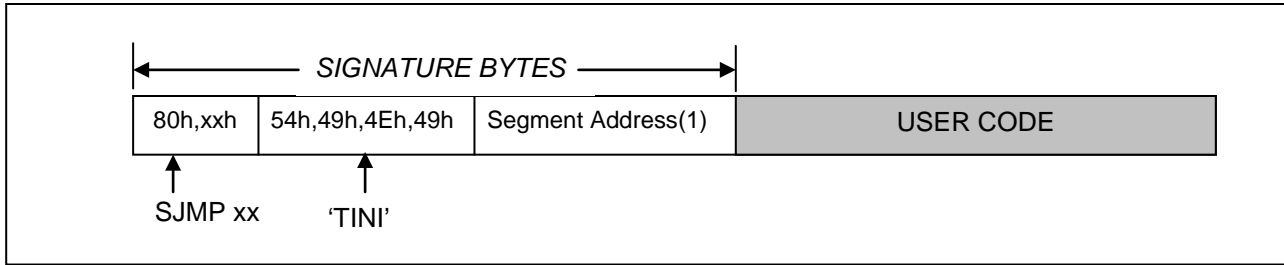 SIGNATURE BYTES
80h,xxh 54h,49h,4Eh,49h Segment Address(1) USER CODE
SJMP xx ‘TINI’